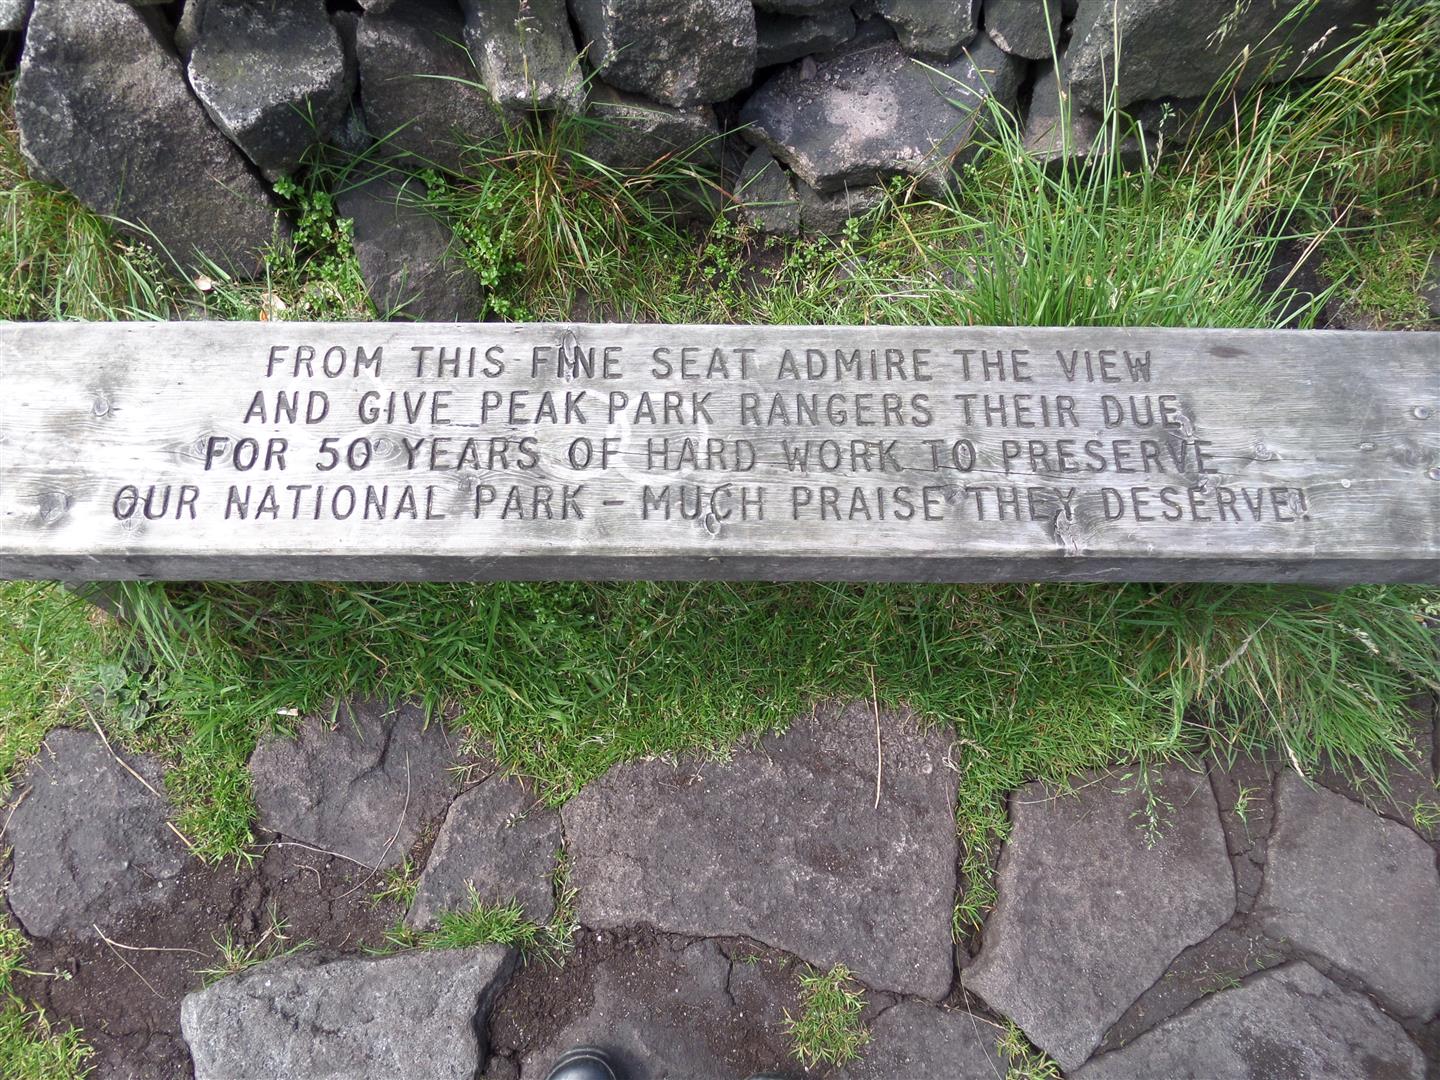 FROM THIS FINE SEAT ADMIRE THE VIEW
AND GIVE PEAK PARK RANGERS THEIR DUE
FOR 50 YEARS OF HARD WORK TO PRESERVE
OUR NATIONAL PARK – MUCH PRAISE THEY DESERVE!